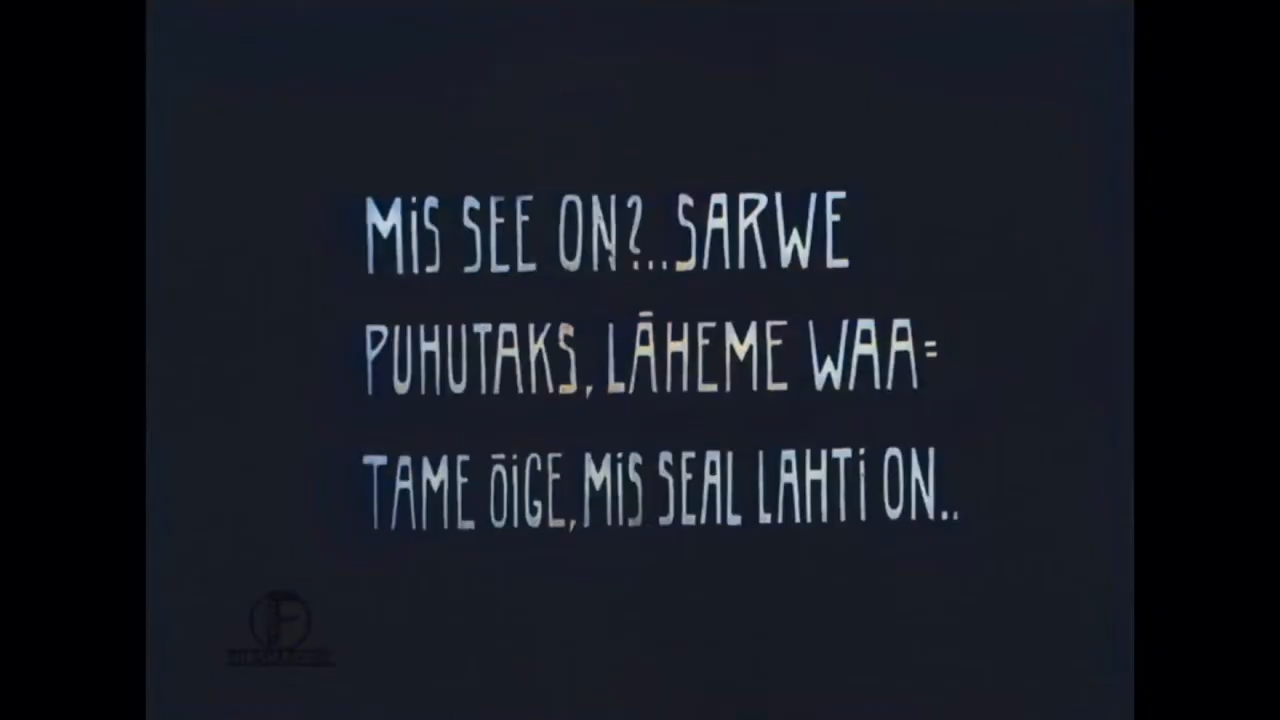 MiS SEE ON?...SARWE
PUHUTAKS, LÄHEME WAA=
TAME ÕiGE, MiS SEAL LAHTi ON..